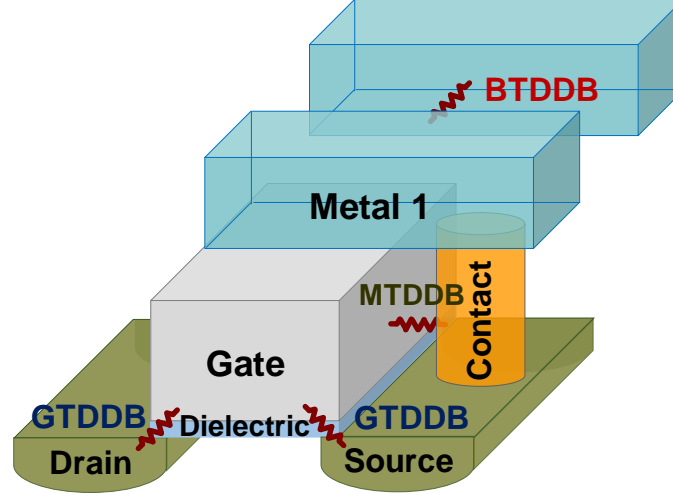 BTDDB
Metal 1
MTDDB
Contact
Gate
GTDDB
Dielectric
GTDDB
Drain
Source